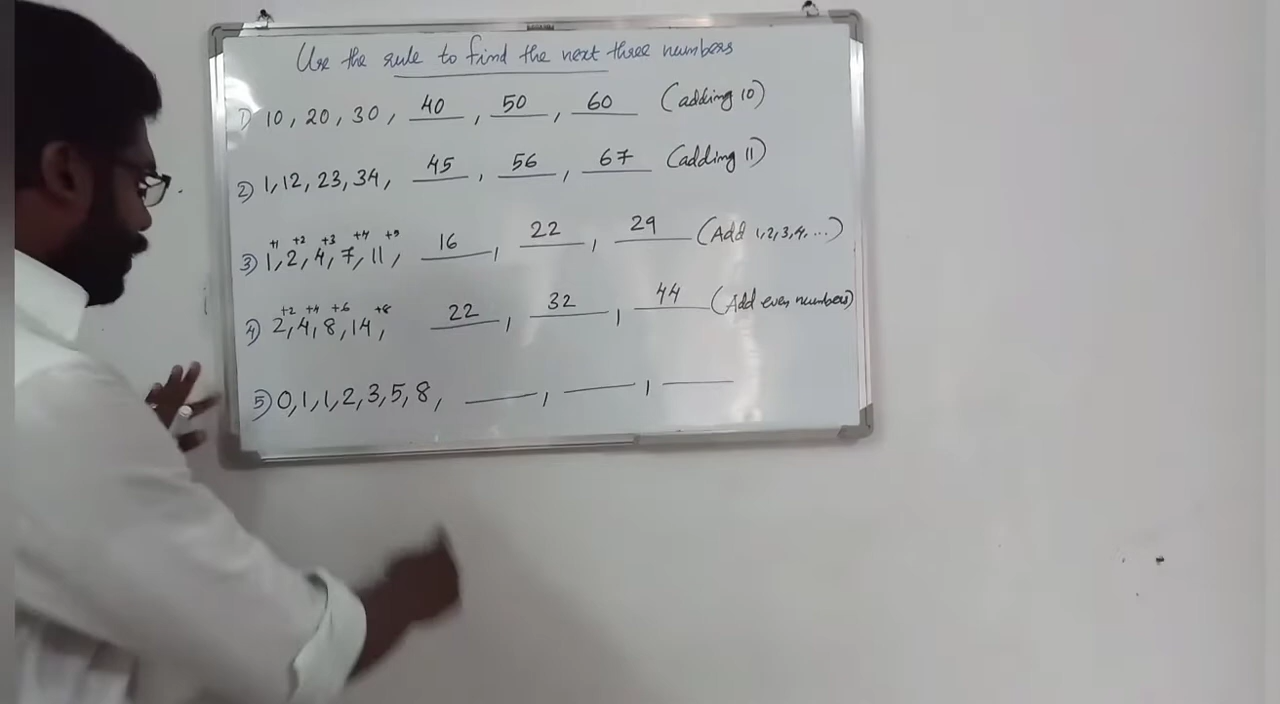 Use the rule to find the next three numbers
1) 10, 20, 30, 40, 50, 60 (adding 10)
2) 1, 12, 23, 34, 45, 56, 67 (adding 11)
+1 +2 +3 +4 +5
3) 1, 2, 4, 7, 11, 16, 22, 29 (Add 1,2,3,4, ...)
+2 +4 +6 +8
4) 2, 4, 8, 14, 22, 32, 44 (Add even numbers)
5) 0, 1, 1, 2, 3, 5, 8, ___, ___, ___